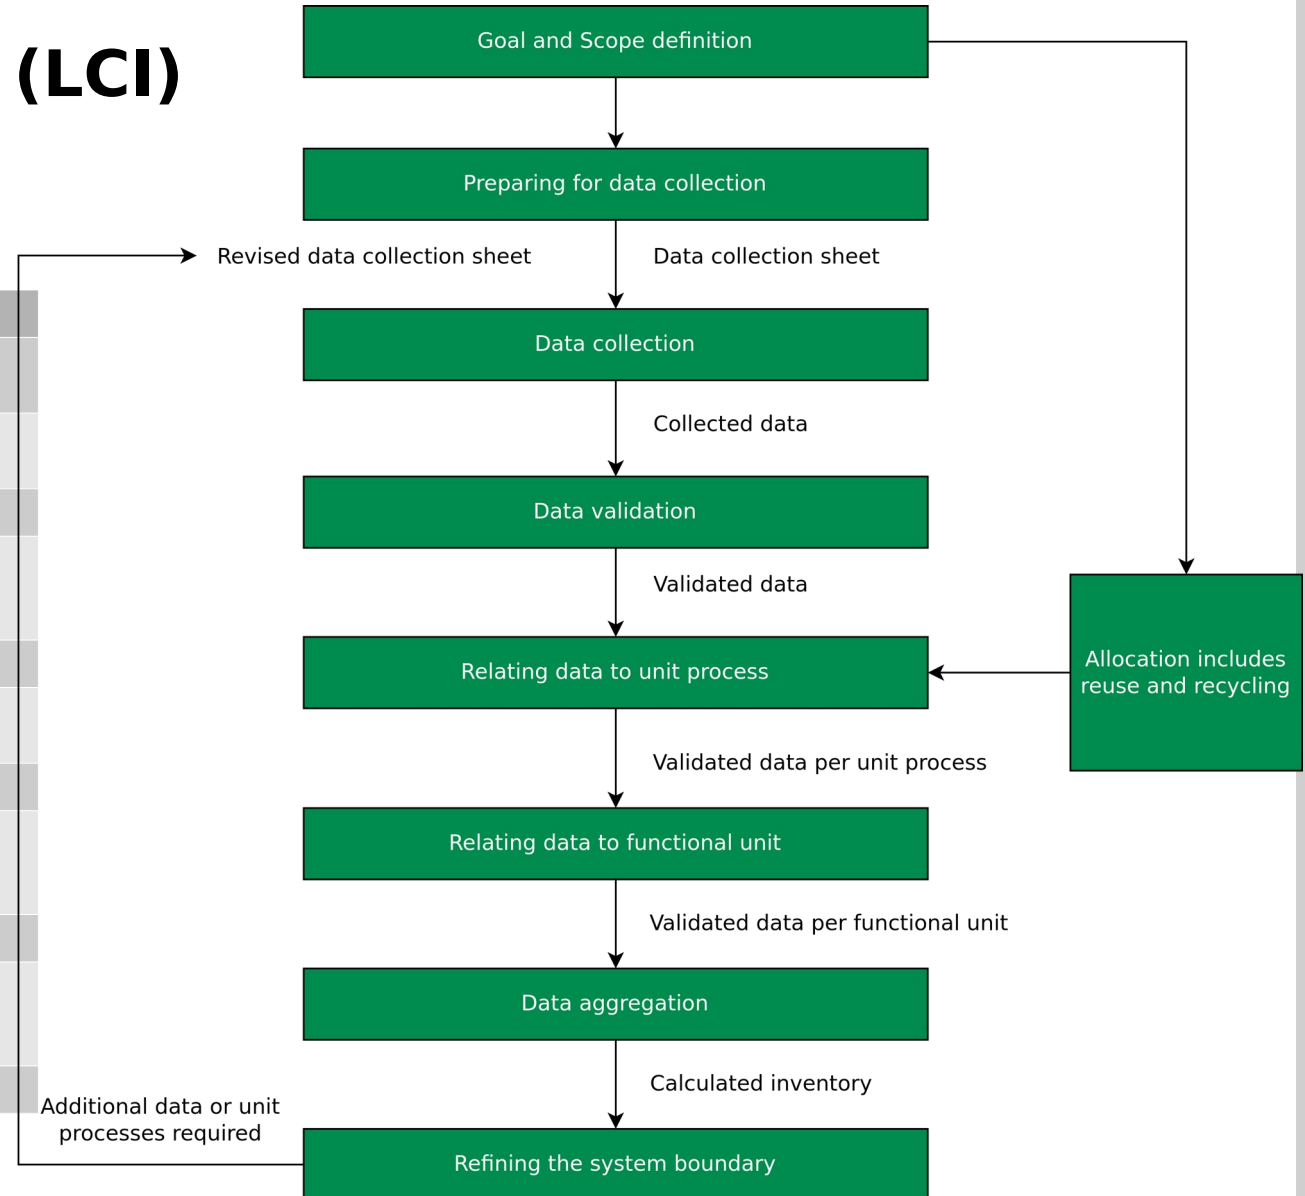 (LCI)
Goal and Scope definition
Preparing for data collection
Revised data collection sheet
Data collection sheet
Data collection
Collected data
Data validation
Validated data
Relating data to unit process
Allocation includes
reuse and recycling
Validated data per unit process
Relating data to functional unit
Validated data per functional unit
Data aggregation
Calculated inventory
Additional data or unit
processes required
Refining the system boundary